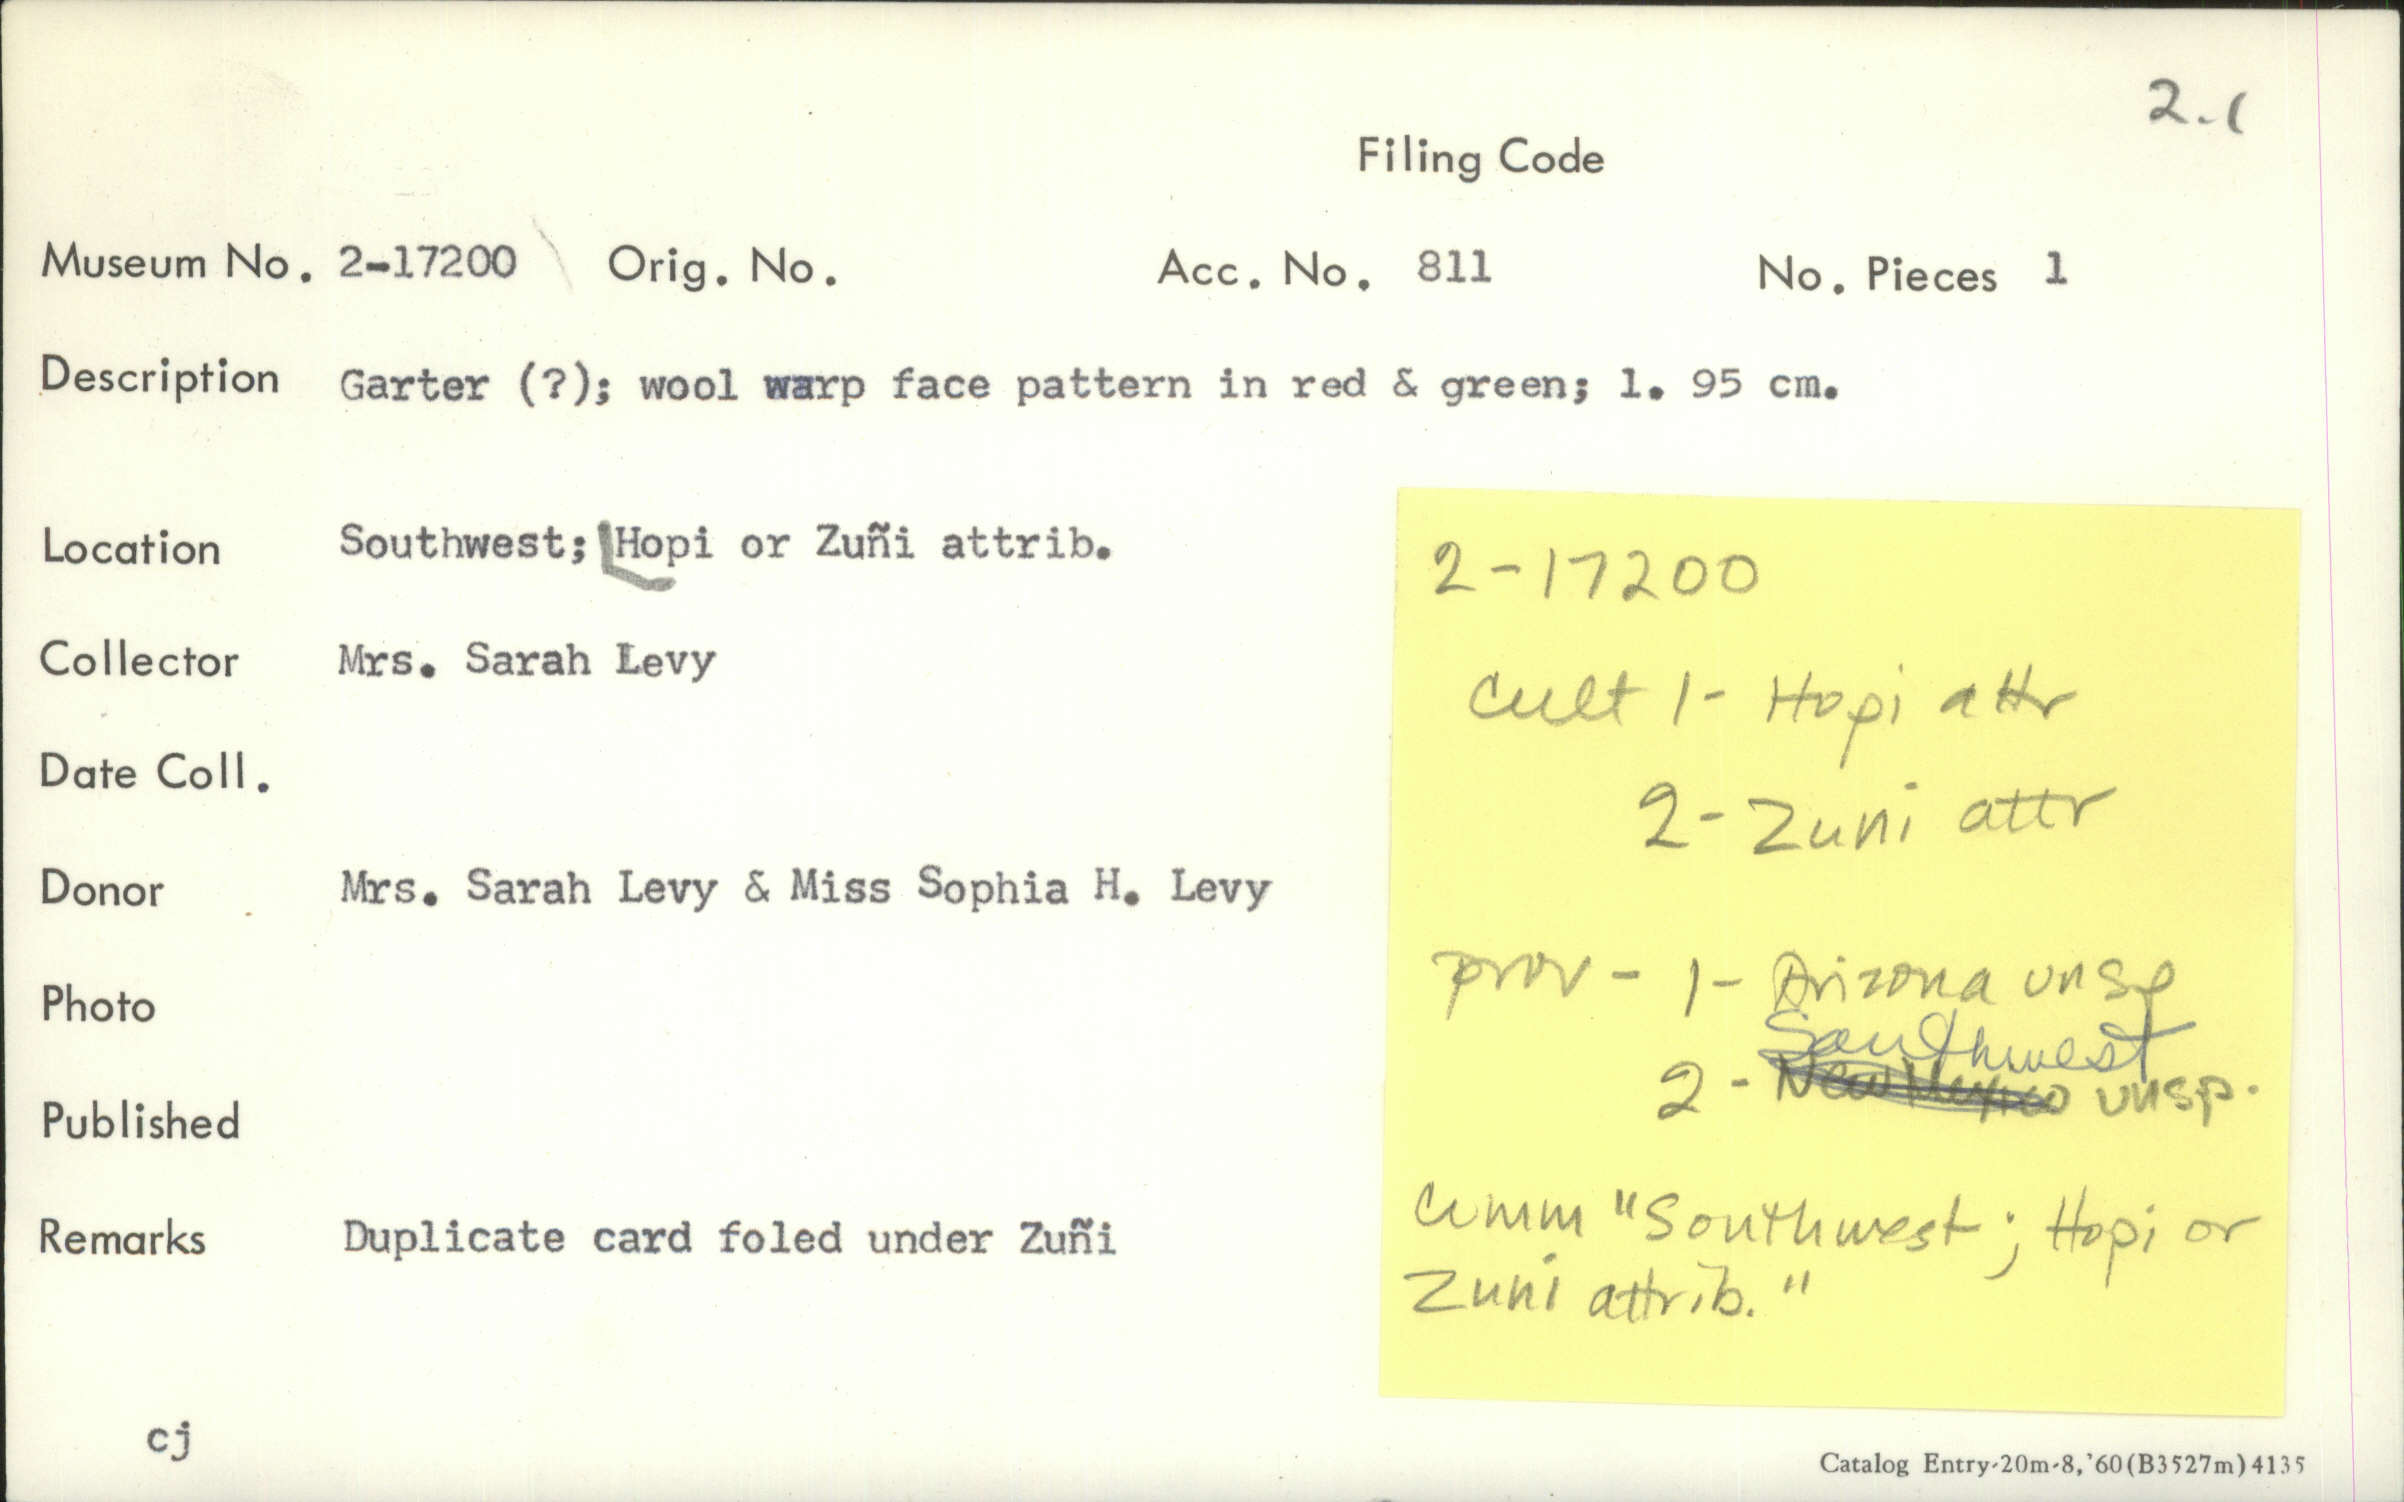 2.1
Filing Code
Museum No. 2-17200 Orig. No. Acc. No. 811 No. Pieces 1
Description Garter (?); wool warp face pattern in red & green; l. 95 cm.
Location Southwest; Hopi or Zuñi attrib.
Collector Mrs. Sarah Levy
Date Coll.
Donor Mrs. Sarah Levy & Miss Sophia H. Levy
Photo
Published
Remarks Duplicate card foled under Zuñi
cj
2-17200
cult 1- Hopi attr
2- Zuni attr
prov - 1- Arizona unsp
Southwest
2 - New Mexico unsp.
comm "Southwest; Hopi or
Zuni attrib."
Catalog Entry-20m-8,'60(B3527m)4135